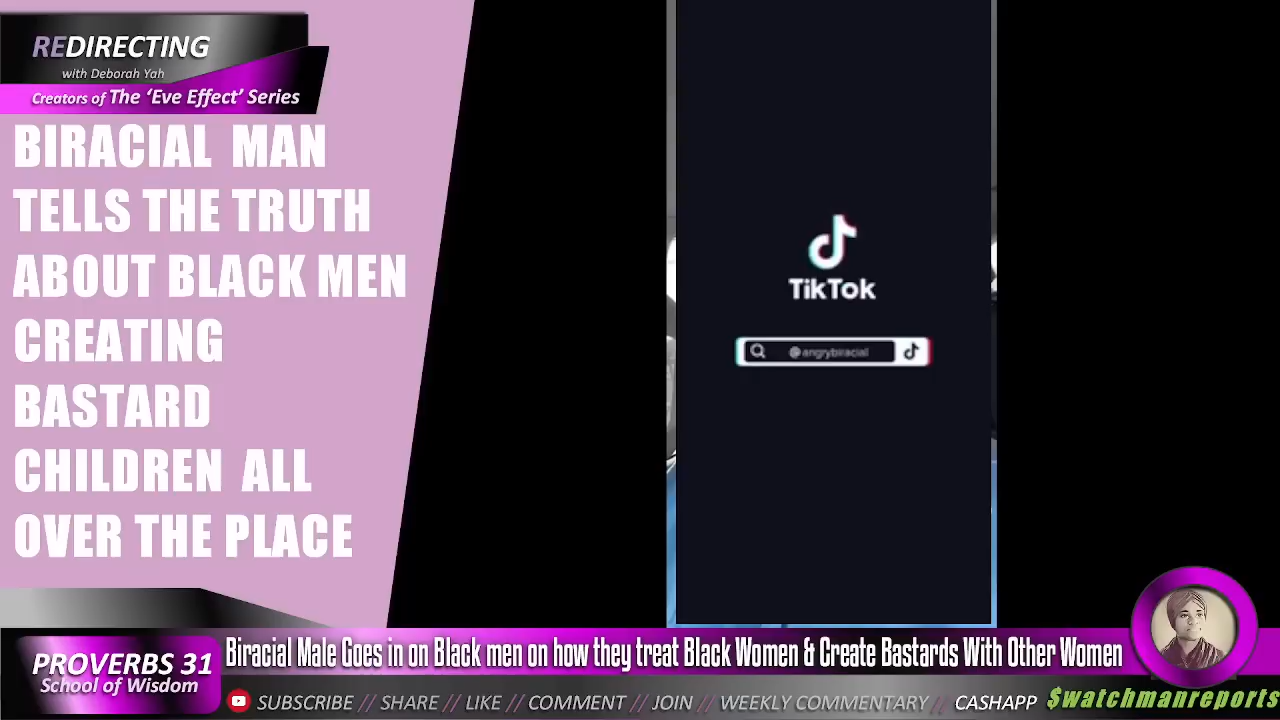 REDIRECTING
with Deborah Yah
Creators of The ‘Eve Effect’ Series
BIRACIAL MAN
TELLS THE TRUTH
ABOUT BLACK MEN
CREATING
BASTARD
CHILDREN ALL
OVER THE PLACE
TikTok
@angrybiracial
PROVERBS 31
School of Wisdom
Biracial Male Goes in on Black men on how they treat Black Women & Create Bastards With Other Women
SUBSCRIBE // SHARE // LIKE // COMMENT // JOIN // WEEKLY COMMENTARY // CASHAPP $watchmanreports